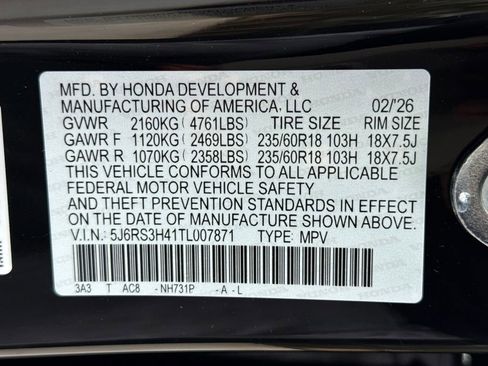 MFD. BY HONDA DEVELOPMENT &
MANUFACTURING OF AMERICA, LLC 02/'26
GVWR 2160KG(4761LBS) TIRE SIZE RIM SIZE
GAWR F 1120KG(2469LBS) 235/60R18 103H 18X7.5J
GAWR R 1070KG(2358LBS) 235/60R18 103H 18X7.5J
THIS VEHICLE CONFORMS TO ALL APPLICABLE
FEDERAL MOTOR VEHICLE SAFETY
AND THEFT PREVENTION STANDARDS IN EFFECT
ON THE DATE OF MANUFACTURE SHOWN ABOVE.
V.I.N.: 5J6RS3H41TL007871 TYPE: MPV
3A3 T AC8 -NH731P -A-L